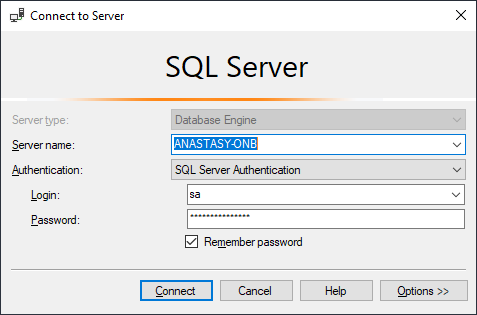 Connect to Server
SQL Server
Server type: Database Engine
Server name: ANASTASY-ONB
Authentication: SQL Server Authentication
Login: sa
Password: **************
Remember password
Connect Cancel Help Options >>